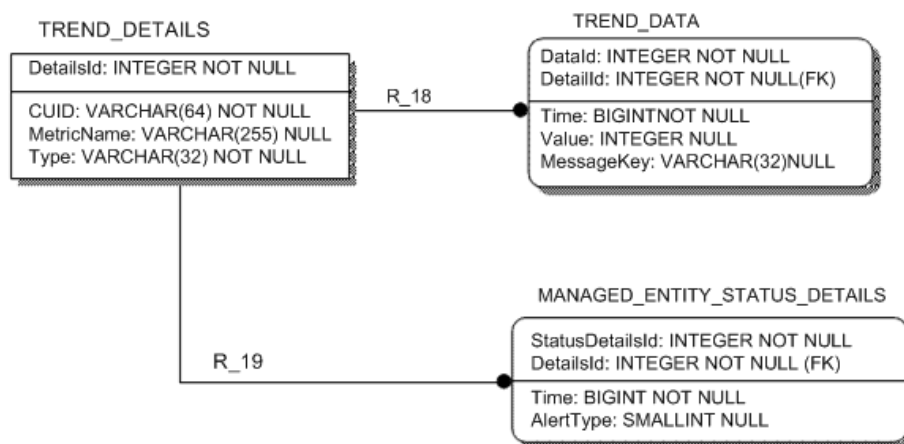 TREND_DETAILS
DetailsId: INTEGER NOT NULL
CUID: VARCHAR(64) NOT NULL
MetricName: VARCHAR(255) NULL
Type: VARCHAR(32) NOT NULL
R_18
TREND_DATA
DataId: INTEGER NOT NULL
DetailId: INTEGER NOT NULL(FK)
Time: BIGINTNOT NULL
Value: INTEGER NULL
MessageKey: VARCHAR(32)NULL
R_19
MANAGED_ENTITY_STATUS_DETAILS
StatusDetailsId: INTEGER NOT NULL
DetailsId: INTEGER NOT NULL (FK)
Time: BIGINT NOT NULL
AlertType: SMALLINT NULL